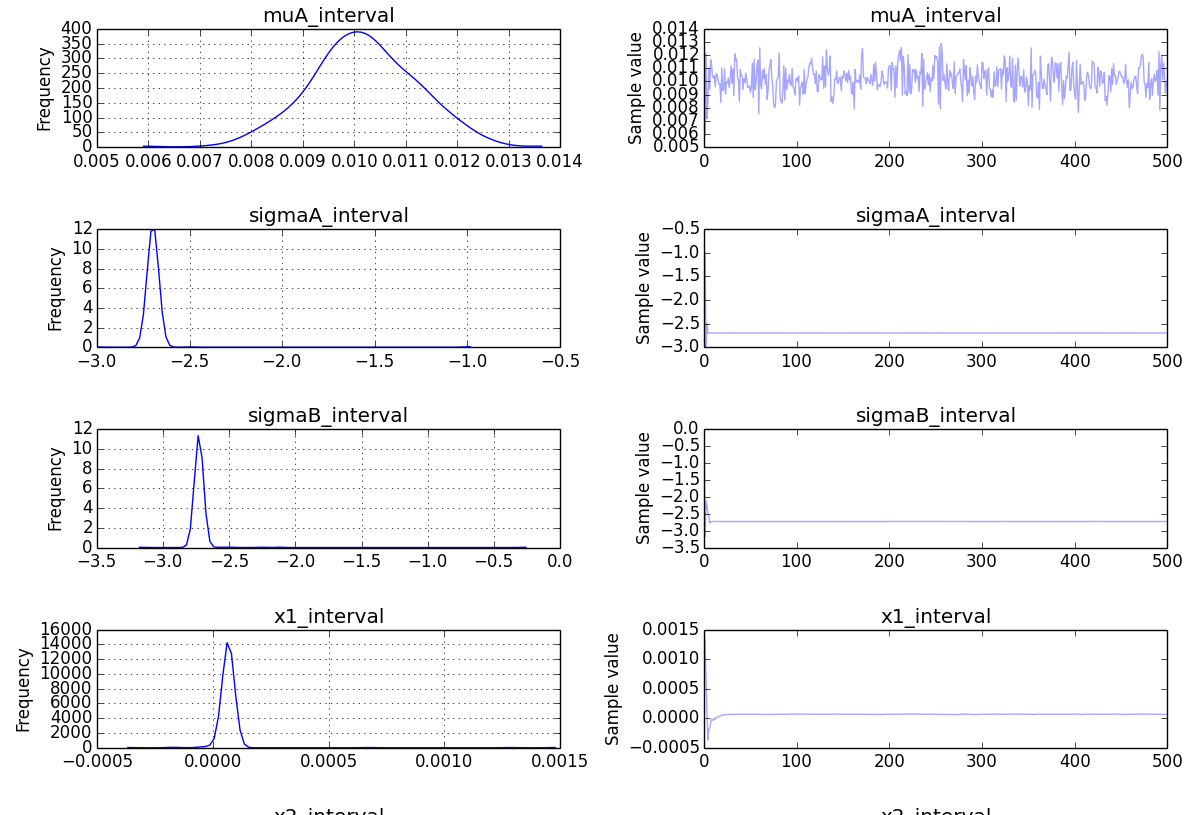 muA_interval
muA_interval
Frequency
400
350
300
250
200
150
100
50
0
0.005 0.006 0.007 0.008 0.009 0.010 0.011 0.012 0.013 0.014
Sample value
0.014
0.013
0.012
0.011
0.010
0.009
0.008
0.007
0.006
0.005
0 100 200 300 400 500
sigmaA_interval
sigmaA_interval
Frequency
12
10
8
6
4
2
0
−3.0 −2.5 −2.0 −1.5 −1.0 −0.5
Sample value
−0.5
−1.0
−1.5
−2.0
−2.5
−3.0
0 100 200 300 400 500
sigmaB_interval
sigmaB_interval
Frequency
12
10
8
6
4
2
0
−3.5 −3.0 −2.5 −2.0 −1.5 −1.0 −0.5 0.0
Sample value
0.0
−0.5
−1.0
−1.5
−2.0
−2.5
−3.0
−3.5
0 100 200 300 400 500
x1_interval
x1_interval
Frequency
16000
14000
12000
10000
8000
6000
4000
2000
0
−0.0005 0.0000 0.0005 0.0010 0.0015
Sample value
0.0015
0.0010
0.0005
0.0000
−0.0005
0 100 200 300 400 500